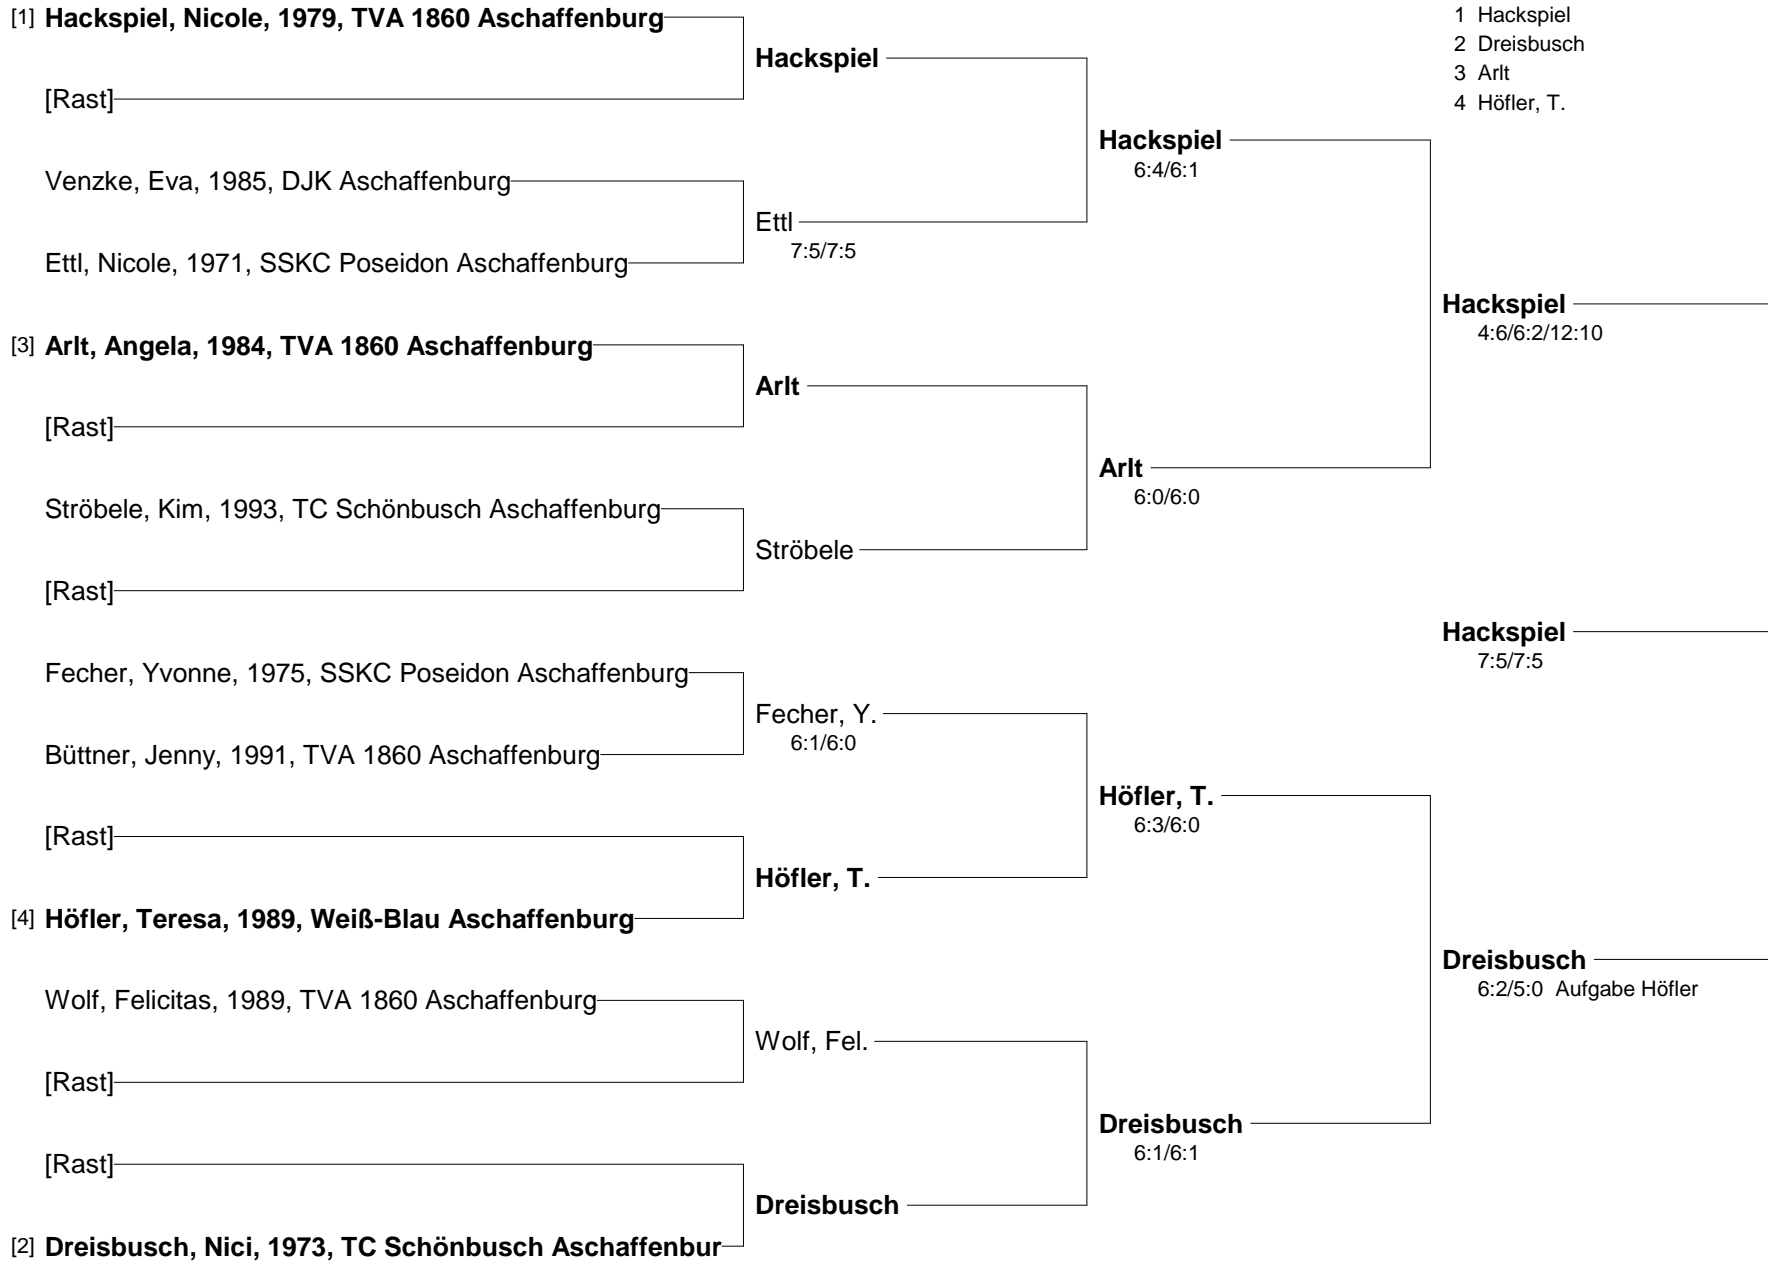 [1] Hackspiel, Nicole, 1979, TVA 1860 Aschaffenburg
1 Hackspiel
2 Dreisbusch
3 Arlt
4 Höfler, T.
Hackspiel
[Rast]
Hackspiel
6:4/6:1
Venzke, Eva, 1985, DJK Aschaffenburg
Ettl
7:5/7:5
Ettl, Nicole, 1971, SSKC Poseidon Aschaffenburg
Hackspiel
4:6/6:2/12:10
[3] Arlt, Angela, 1984, TVA 1860 Aschaffenburg
Arlt
[Rast]
Arlt
6:0/6:0
Ströbele, Kim, 1993, TC Schönbusch Aschaffenburg
Ströbele
[Rast]
Hackspiel
7:5/7:5
Fecher, Yvonne, 1975, SSKC Poseidon Aschaffenburg
Fecher, Y.
6:1/6:0
Büttner, Jenny, 1991, TVA 1860 Aschaffenburg
Höfler, T.
6:3/6:0
[Rast]
Höfler, T.
[4] Höfler, Teresa, 1989, Weiß-Blau Aschaffenburg
Dreisbusch
6:2/5:0 Aufgabe Höfler
Wolf, Felicitas, 1989, TVA 1860 Aschaffenburg
Wolf, Fel.
[Rast]
Dreisbusch
6:1/6:1
[Rast]
Dreisbusch
[2] Dreisbusch, Nici, 1973, TC Schönbusch Aschaffenbur